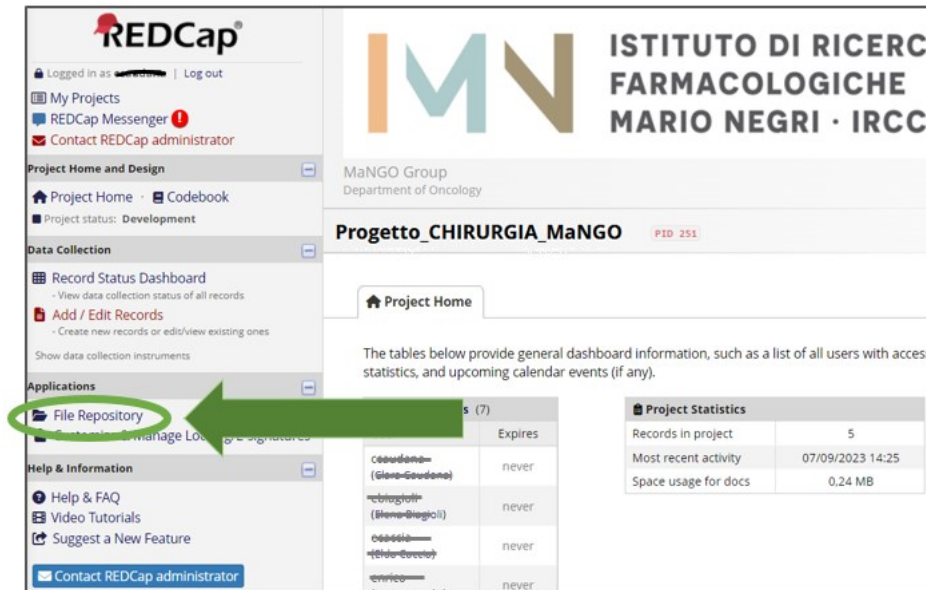 REDCap
Logged in as | Log out
My Projects
REDCap Messenger
Contact REDCap administrator
Project Home and Design
Project Home · Codebook
Project status: Development
Data Collection
Record Status Dashboard
- View data collection status of all records
Add / Edit Records
- Create new records or edit/view existing ones
Show data collection instruments
Applications
File Repository
Help & Information
Help & FAQ
Video Tutorials
Suggest a New Feature
Contact REDCap administrator
IMN
ISTITUTO DI RICERC
FARMACOLOGICHE
MARIO NEGRI · IRCC
MaNGO Group
Department of Oncology
Progetto_CHIRURGIA_MaNGO PID 251
Project Home
The tables below provide general dashboard information, such as a list of all users with acces
statistics, and upcoming calendar events (if any).
s (7)
Expires
never
never
never
never
Project Statistics
Records in project 5
Most recent activity 07/09/2023 14:25
Space usage for docs 0,24 MB